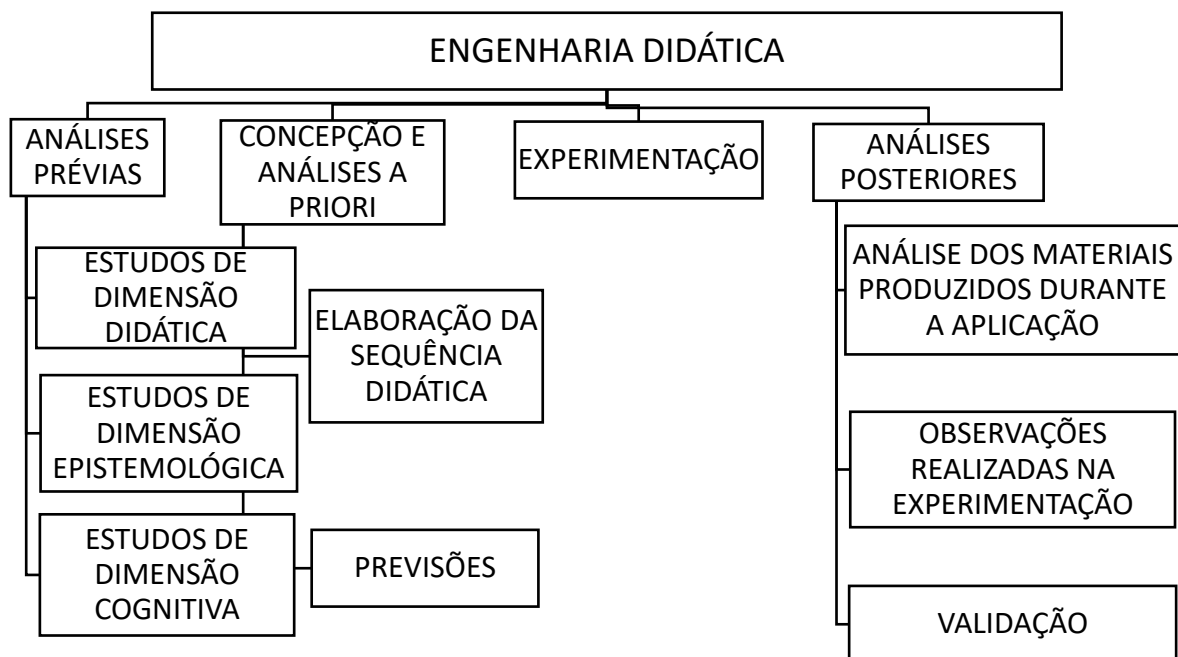 ENGENHARIA DIDÁTICA
ANÁLISES
PRÉVIAS
CONCEPÇÃO E
ANÁLISES A
PRIORI
EXPERIMENTAÇÃO
ANÁLISES
POSTERIORES
ESTUDOS DE
DIMENSÃO
DIDÁTICA
ESTUDOS DE
DIMENSÃO
EPISTEMOLÓGICA
ESTUDOS DE
DIMENSÃO
COGNITIVA
ELABORAÇÃO DA
SEQUÊNCIA
DIDÁTICA
PREVISÕES
ANÁLISE DOS MATERIAIS
PRODUZIDOS DURANTE
A APLICAÇÃO
OBSERVAÇÕES
REALIZADAS NA
EXPERIMENTAÇÃO
VALIDAÇÃO